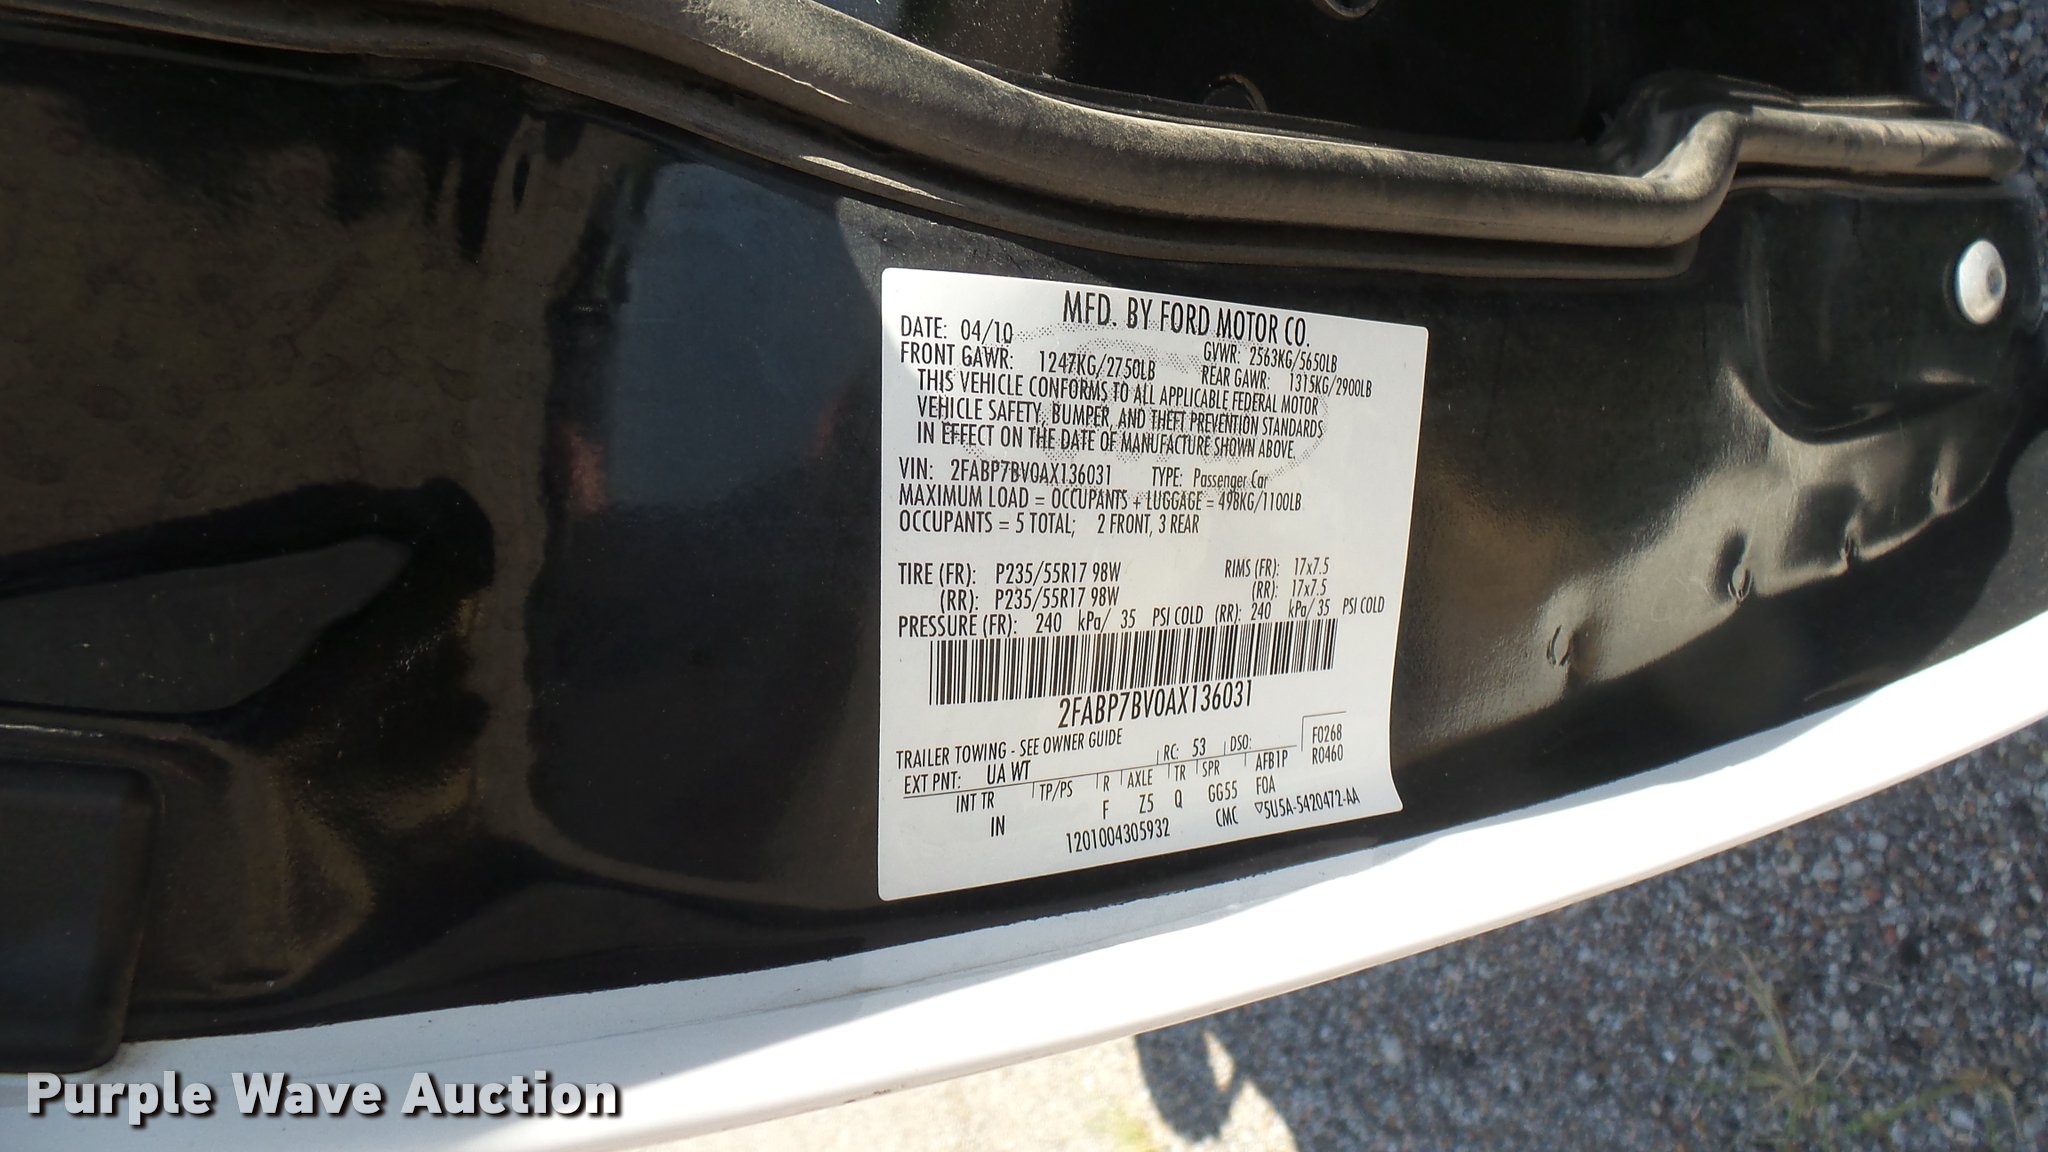 MFD. BY FORD MOTOR CO.
DATE: 04/10 GVWR: 2563KG/5650LB
FRONT GAWR: 1247KG/2750LB REAR GAWR: 1315KG/2900LB
THIS VEHICLE CONFORMS TO ALL APPLICABLE FEDERAL MOTOR
VEHICLE SAFETY, BUMPER, AND THEFT PREVENTION STANDARDS
IN EFFECT ON THE DATE OF MANUFACTURE SHOWN ABOVE.
VIN: 2FABP7BV0AX136031 TYPE: Passenger Car
MAXIMUM LOAD = OCCUPANTS + LUGGAGE = 498KG/1100LB
OCCUPANTS = 5 TOTAL; 2 FRONT, 3 REAR
TIRE (FR): P235/55R17 98W RIMS (FR): 17x7.5
(RR): P235/55R17 98W (RR): 17x7.5
PRESSURE (FR): 240 kPa/ 35 PSI COLD (RR): 240 kPa/ 35 PSI COLD
2FABP7BV0AX136031
TRAILER TOWING - SEE OWNER GUIDE
EXT PNT: UA WT RC: 53 DSO: F0268
R0460
INT TR TP/PS R AXLE TR SPR AFB1P
IN F Z5 Q GG55 FOA
1201004305932 CMC ▽5U5A-5420472-AA
Purple Wave Auction